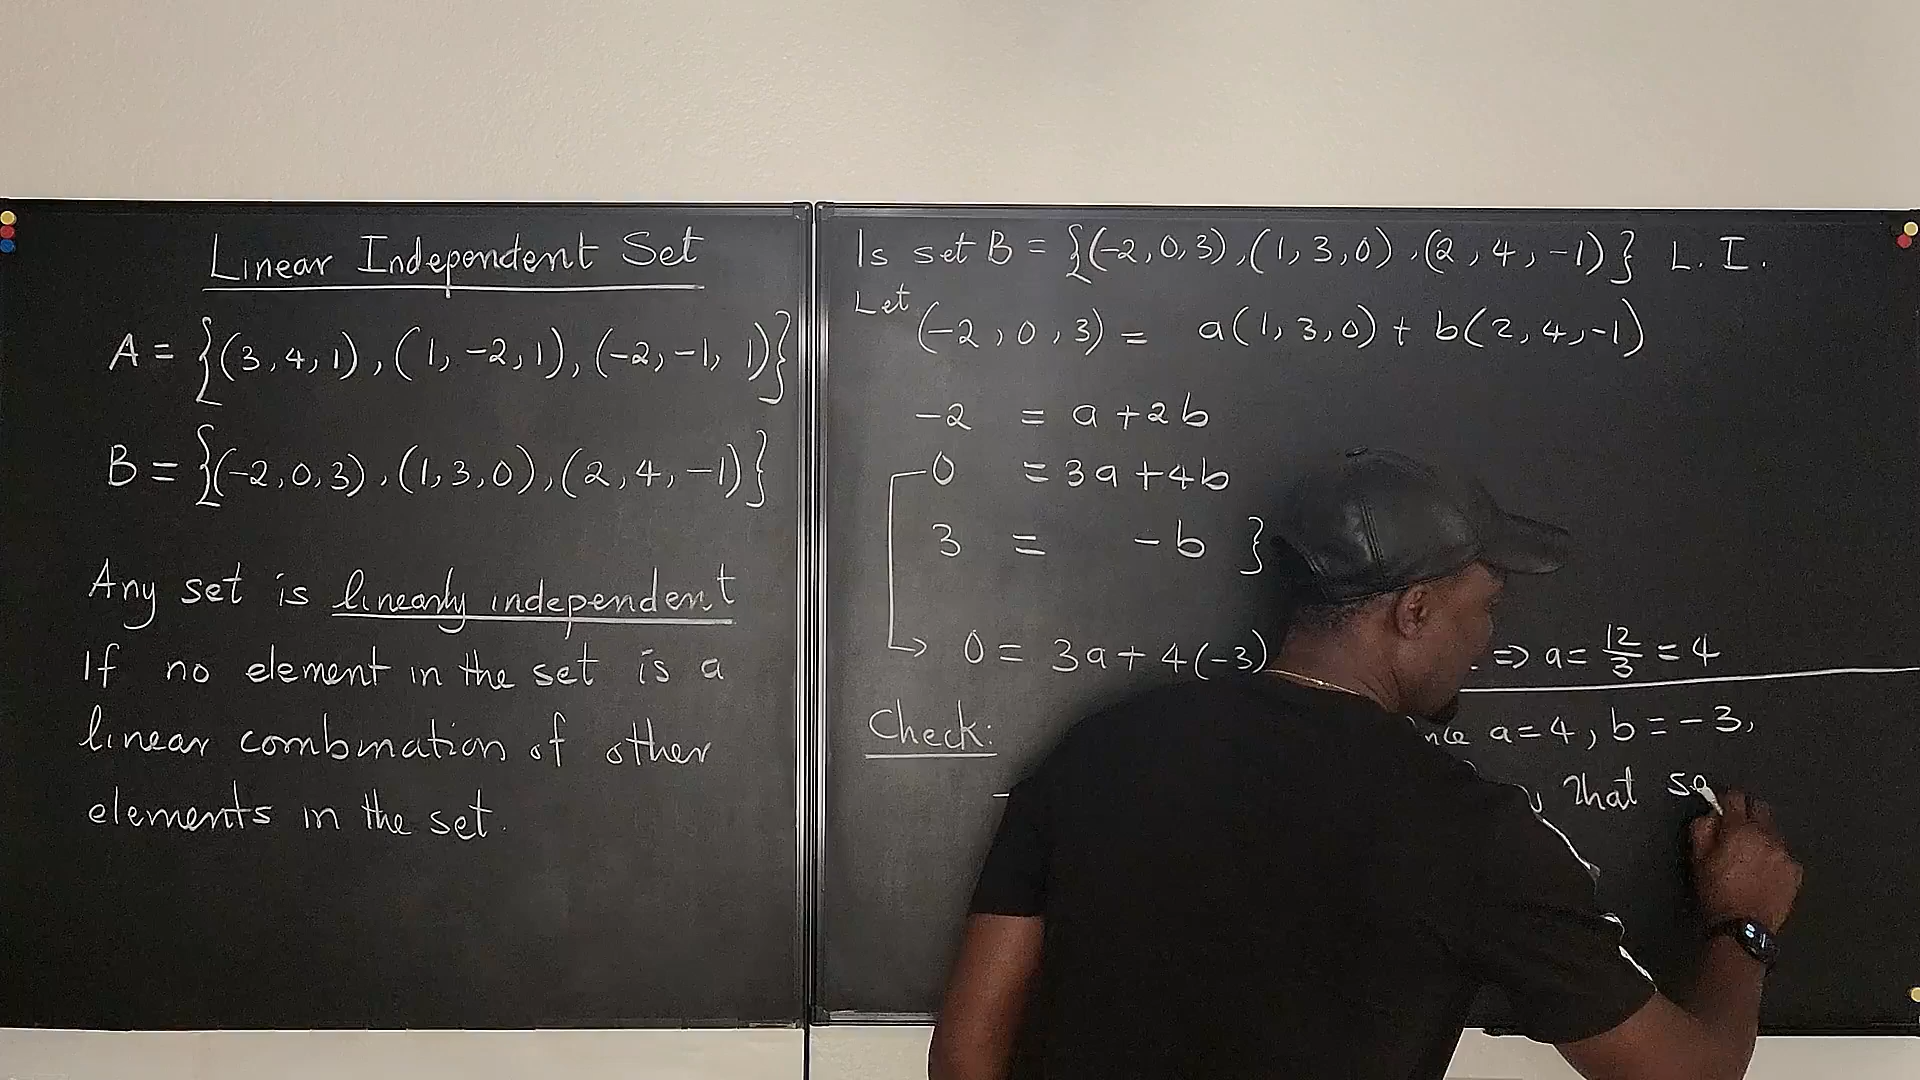 Linear Independent Set
A = {(3, 4, 1), (1, -2, 1), (-2, -1, 1)}
B = {(-2, 0, 3), (1, 3, 0), (2, 4, -1)}
Any set is linearly independent
If no element in the set is a
linear combination of other
elements in the set.
Is set B = {(-2, 0, 3), (1, 3, 0), (2, 4, -1)} L. I.
Let (-2, 0, 3) = a(1, 3, 0) + b(2, 4, -1)
-2 = a + 2b
0 = 3a + 4b
3 = -b }
0 = 3a + 4(-3) => a = 12/3 = 4
Check:
a = 4, b = -3,
that